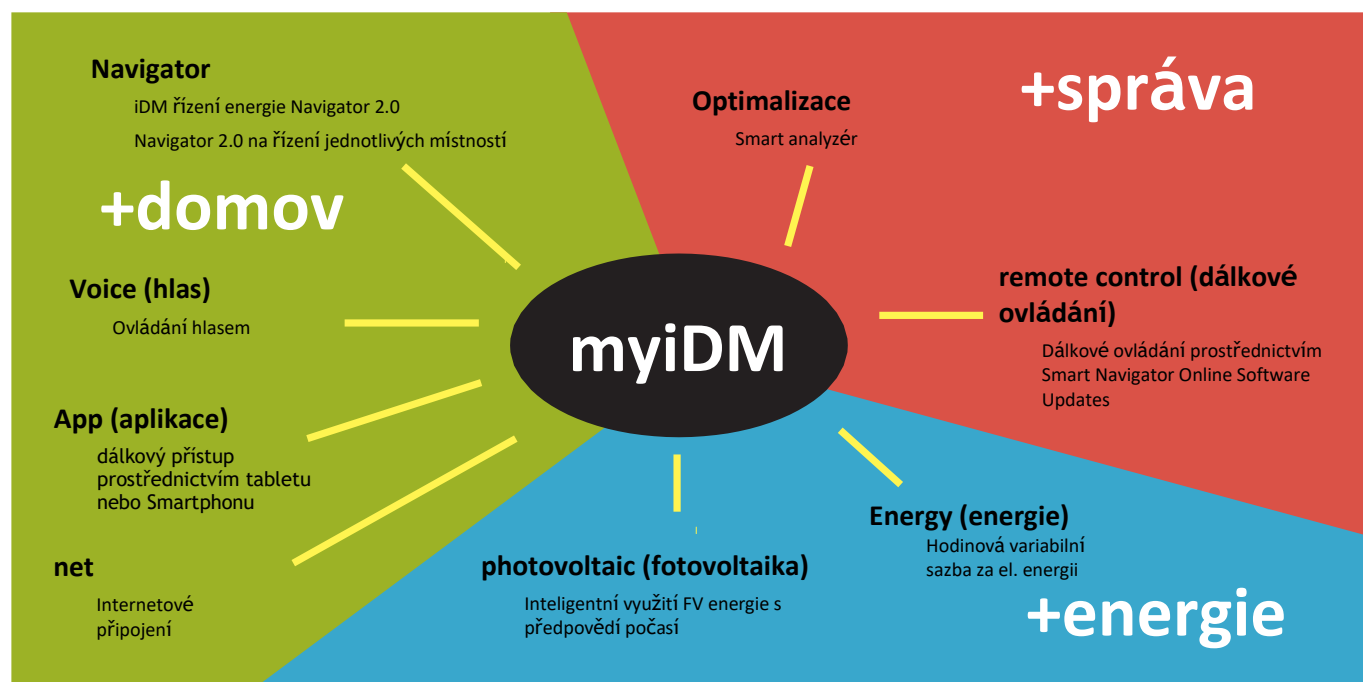 Navigator
iDM řízení energie Navigator 2.0
Navigator 2.0 na řízení jednotlivých místností
+domov
Voice (hlas)
Ovládání hlasem
App (aplikace)
dálkový přístup
prostřednictvím tabletu
nebo Smartphonu
net
Internetové
připojení
myiDM
Optimalizace
Smart analyzér
+správa
remote control (dálkové
ovládání)
Dálkové ovládání prostřednictvím
Smart Navigator Online Software
Updates
photovoltaic (fotovoltaika)
Inteligentní využití FV energie s
předpovědí počasí
Energy (energie)
Hodinová variabilní
sazba za el. energii
+energie